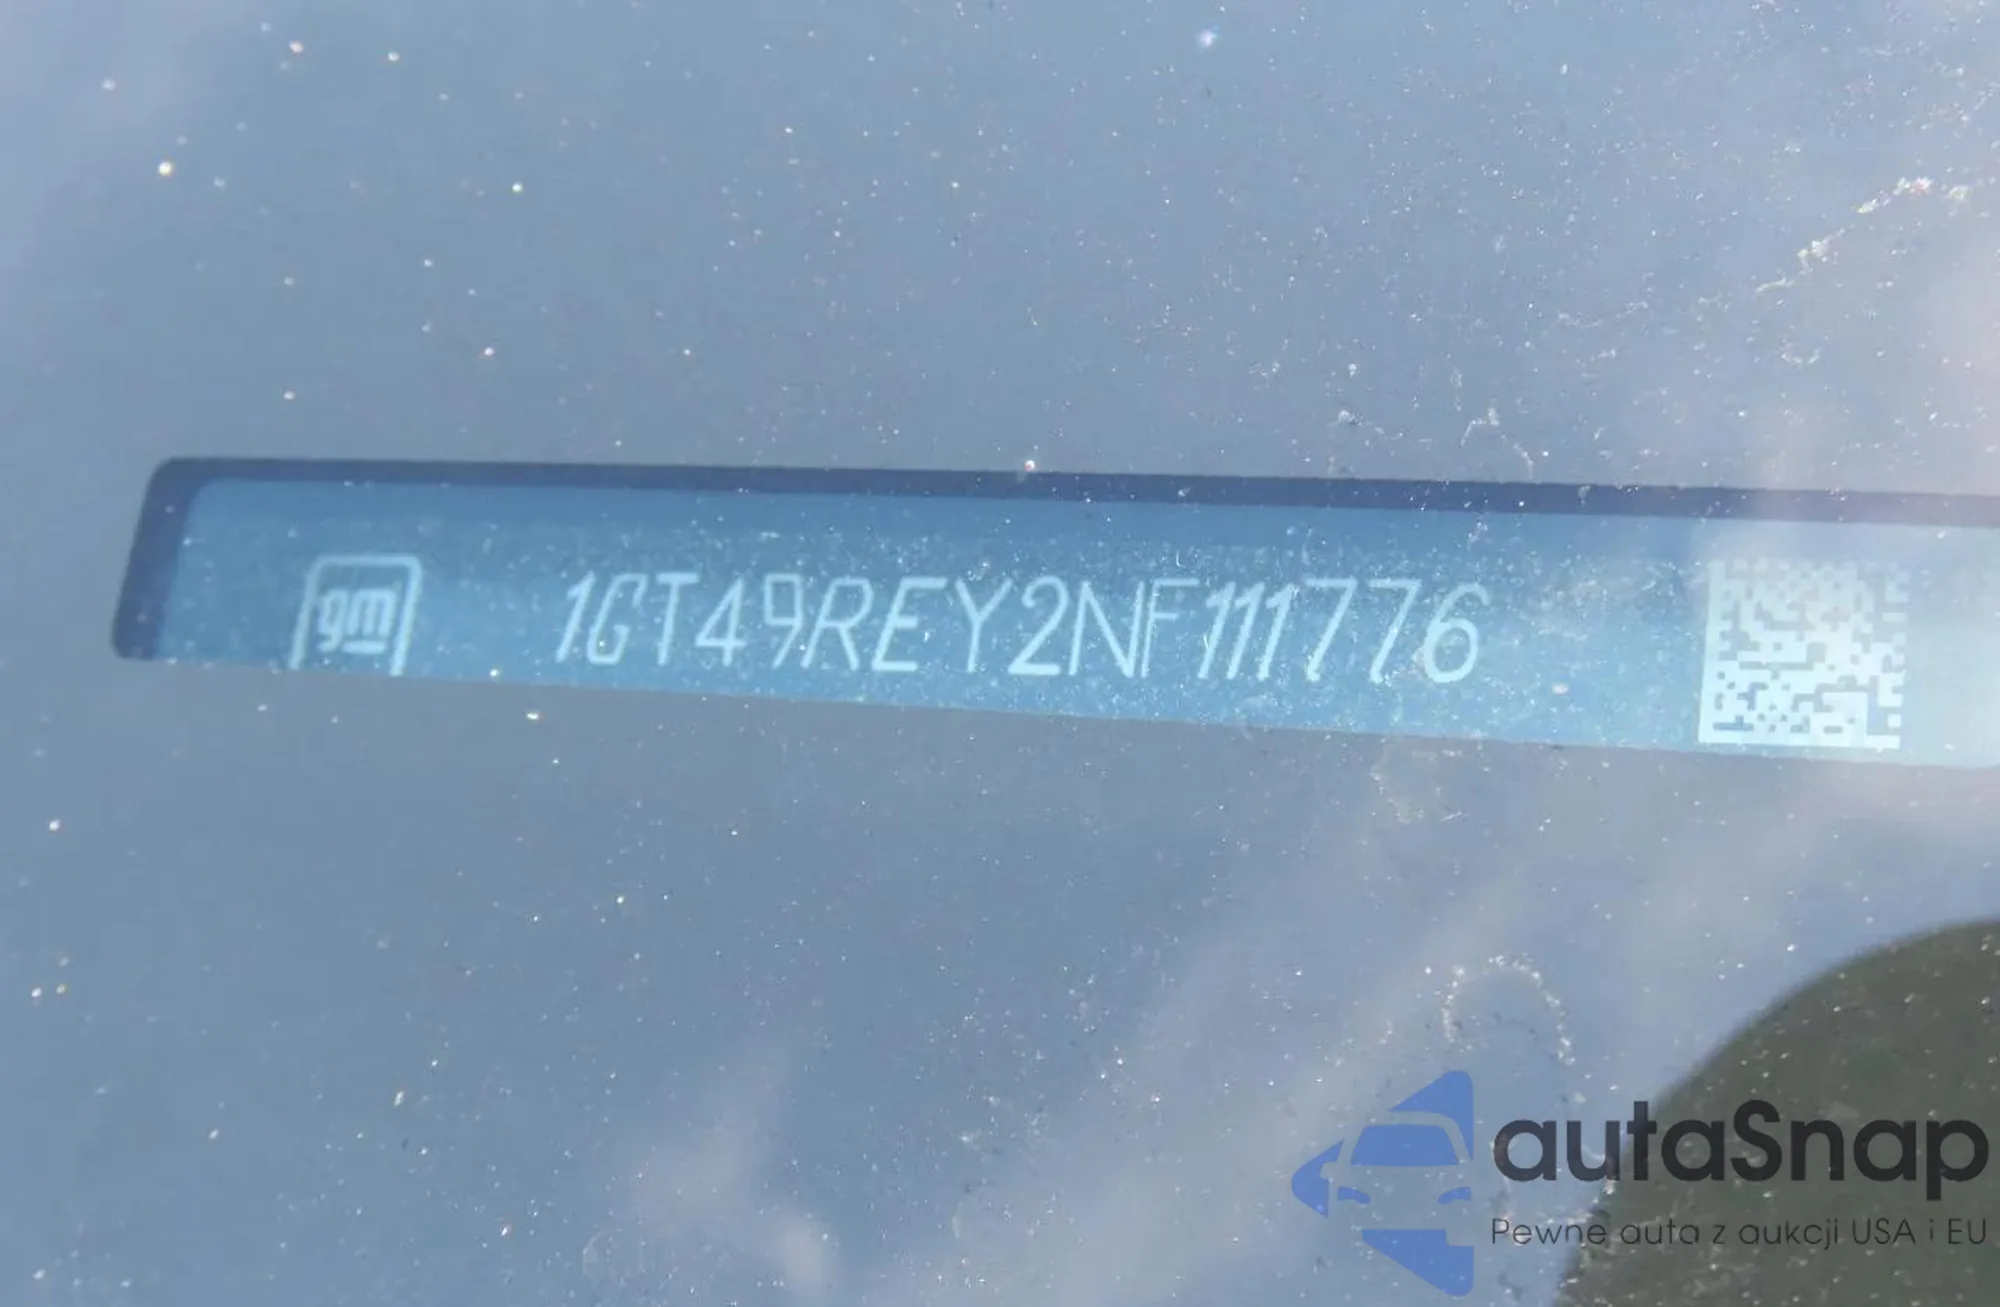 gm 1GT49REY2NF111776
autaSnap
Pewne auta z aukcji USA i EU